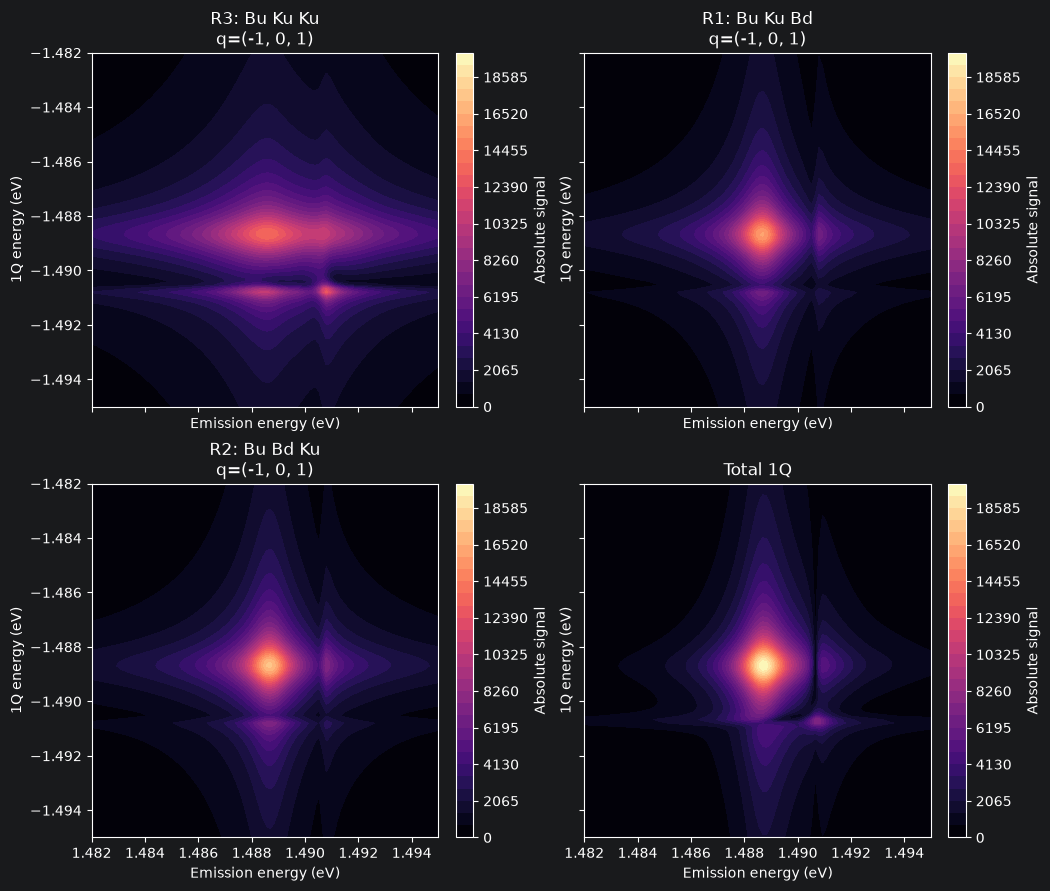 R3: Bu Ku Ku
q=(-1, 0, 1)
−1.482
−1.484
−1.486
−1.488
−1.490
−1.492
−1.494
1Q energy (eV)
Emission energy (eV)
18585
16520
14455
12390
10325
8260
6195
4130
2065
0
Absolute signal
R1: Bu Ku Bd
q=(-1, 0, 1)
1Q energy (eV)
Emission energy (eV)
18585
16520
14455
12390
10325
8260
6195
4130
2065
0
Absolute signal
R2: Bu Bd Ku
q=(-1, 0, 1)
−1.482
−1.484
−1.486
−1.488
−1.490
−1.492
−1.494
1Q energy (eV)
1.482 1.484 1.486 1.488 1.490 1.492 1.494
Emission energy (eV)
18585
16520
14455
12390
10325
8260
6195
4130
2065
0
Absolute signal
Total 1Q
1Q energy (eV)
1.482 1.484 1.486 1.488 1.490 1.492 1.494
Emission energy (eV)
18585
16520
14455
12390
10325
8260
6195
4130
2065
0
Absolute signal